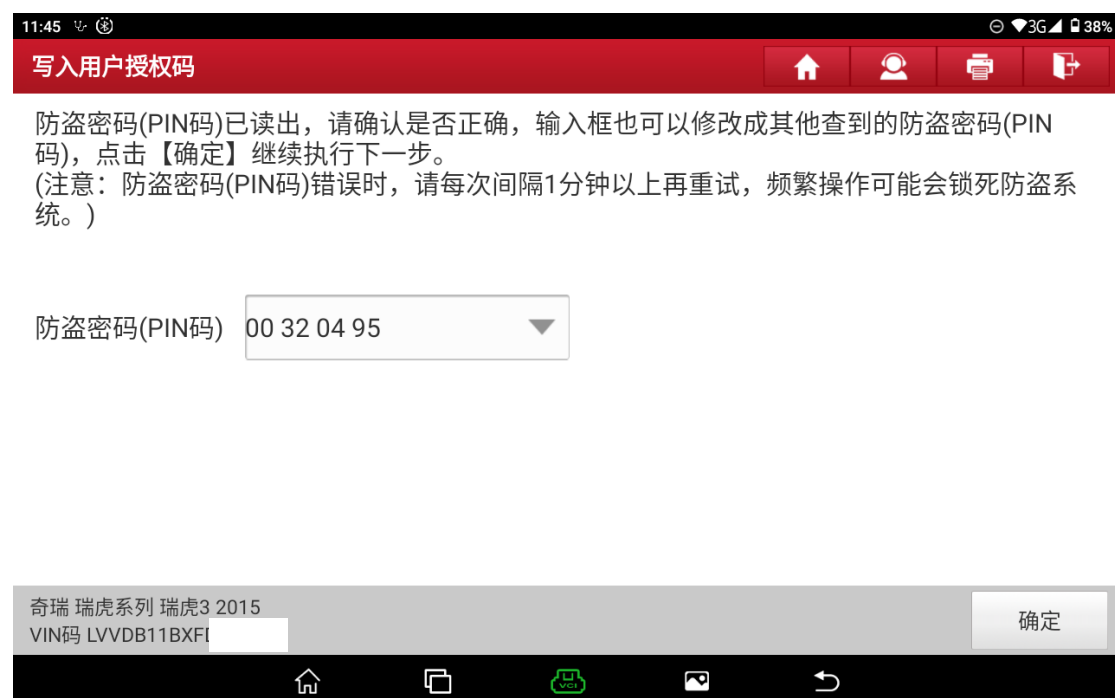 11:45 3G 38%
写入用户授权码
防盗密码(PIN码)已读出，请确认是否正确，输入框也可以修改成其他查到的防盗密码(PIN
码)，点击【确定】继续执行下一步。
(注意：防盗密码(PIN码)错误时，请每次间隔1分钟以上再重试，频繁操作可能会锁死防盗系
统。)
防盗密码(PIN码) 00 32 04 95
奇瑞 瑞虎系列 瑞虎3 2015
VIN码 LVVDB11BXF
确定
VCI